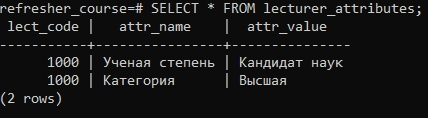 refresher_course=# SELECT * FROM lecturer_attributes;
 lect_code |   attr_name    |  attr_value
-----------+----------------+---------------
      1000 | Ученая степень | Кандидат наук
      1000 | Категория      | Высшая
(2 rows)